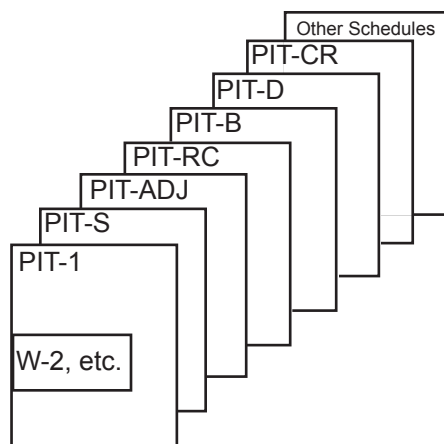 Other Schedules
PIT-CR
PIT-D
PIT-B
PIT-RC
PIT-ADJ
PIT-S
PIT-1
W-2, etc.